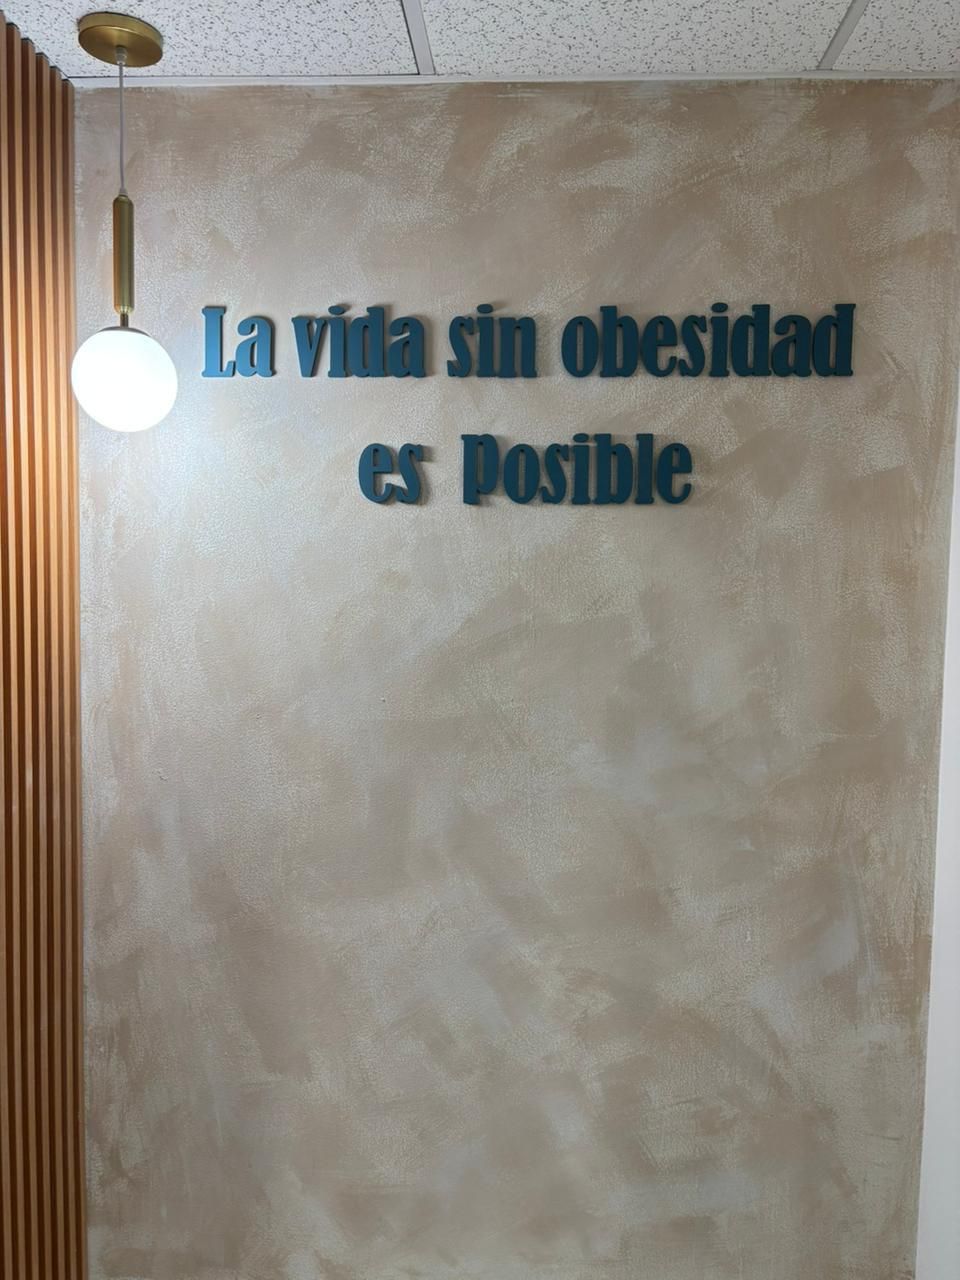 La vida sin obesidad
es Posible